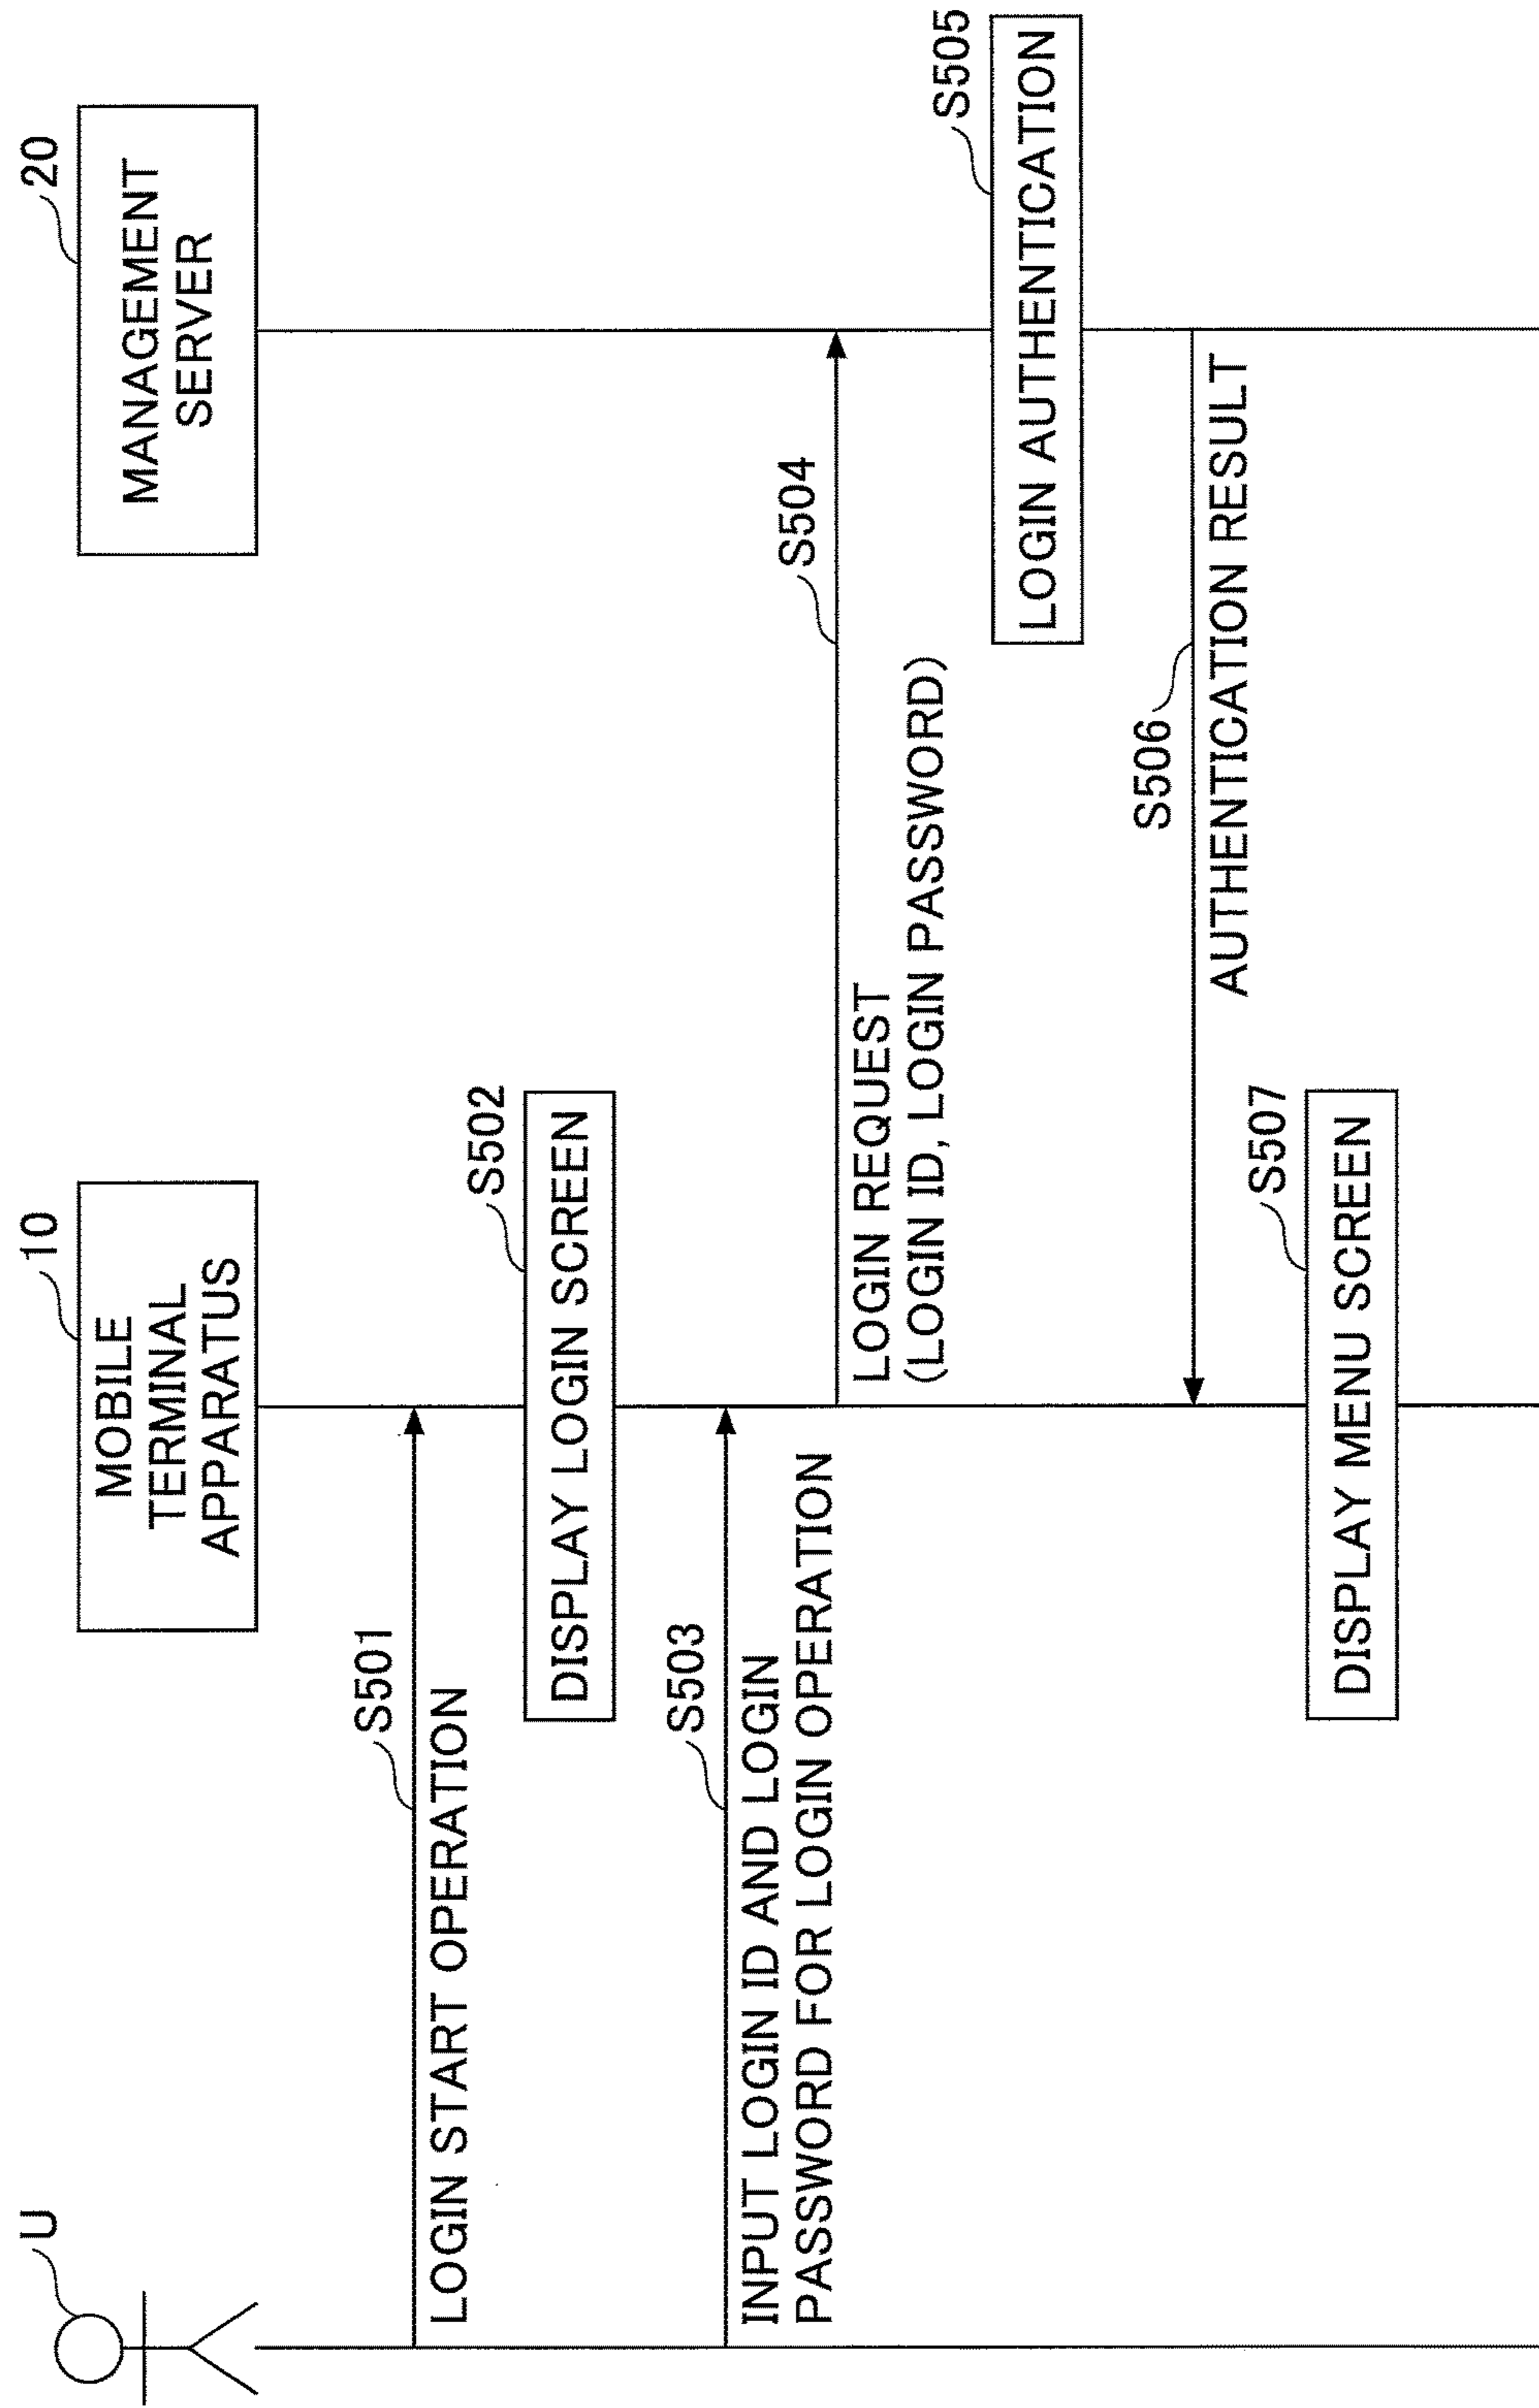 U
10
MOBILE
TERMINAL
APPARATUS
20
MANAGEMENT
SERVER
S501
LOGIN START OPERATION
S502
DISPLAY LOGIN SCREEN
S503
INPUT LOGIN ID AND LOGIN
PASSWORD FOR LOGIN OPERATION
S504
LOGIN REQUEST
(LOGIN ID, LOGIN PASSWORD)
S505
LOGIN AUTHENTICATION
S506
AUTHENTICATION RESULT
S507
DISPLAY MENU SCREEN